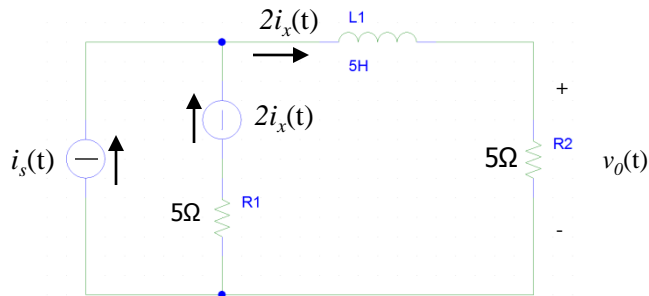 2iₓ(t)
L1
5H
+
2iₓ(t)
iₛ(t)
5Ω
R2
v₀(t)
5Ω
R1
-